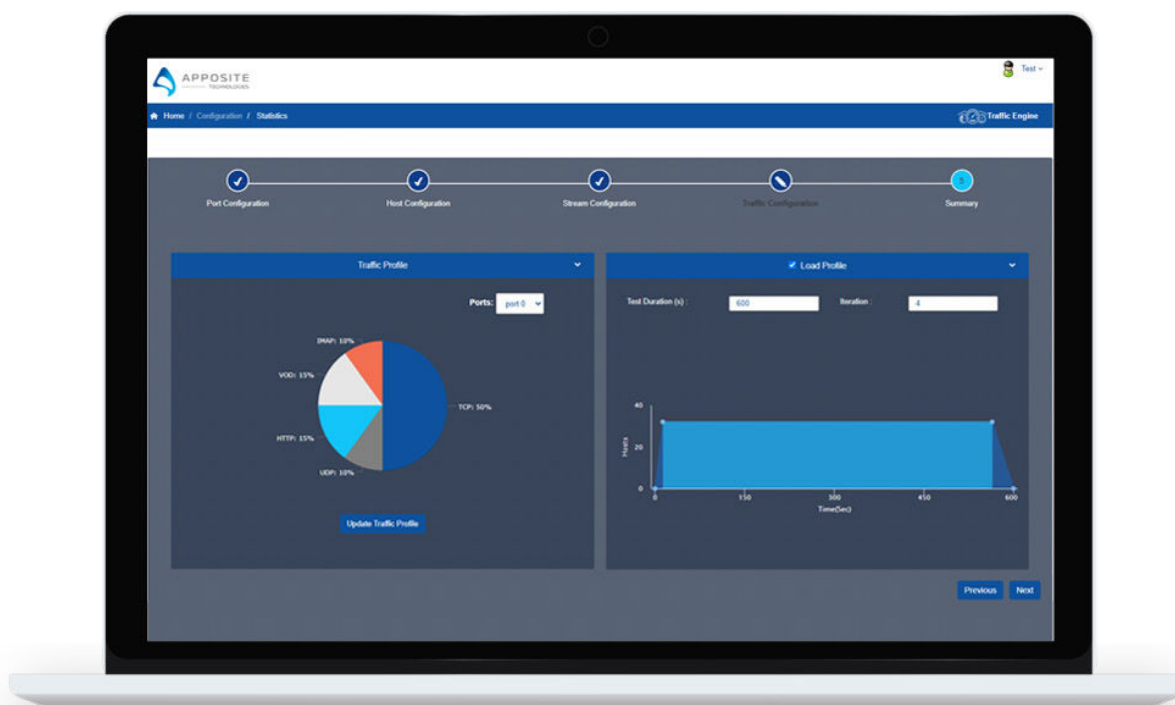 APPOSITE
TECHNOLOGIES
Test
Home / Configuration / Statistics
Traffic Engine
5
Port Configuration
Host Configuration
Stream Configuration
Traffic Configuration
Summary
Traffic Profile
Load Profile
Ports: port 0
Test Duration (s) : 600 Iteration : 4
IMAP: 10%
VOD: 15%
TCP: 50%
HTTP: 15%
UDP: 10%
Update Traffic Profile
40
20
0
Hosts
0 150 300 450 600
Time(Sec)
Previous Next